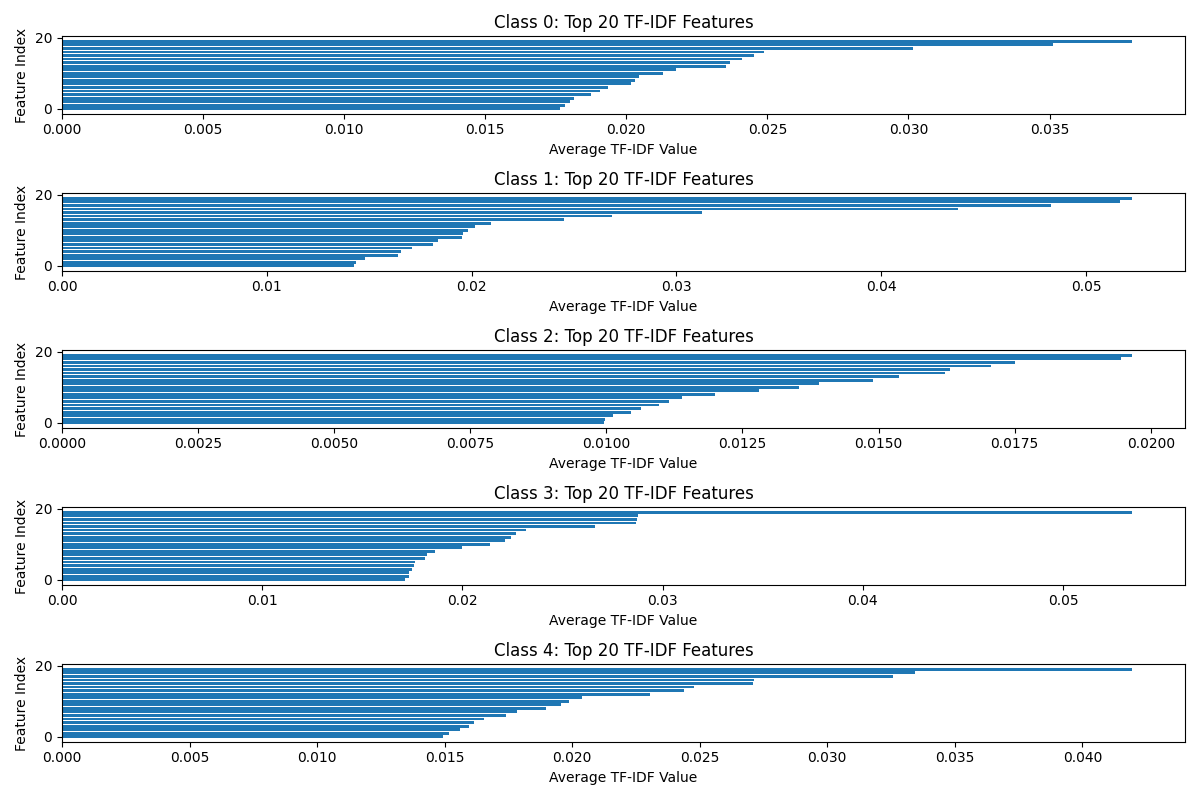 Class 0: Top 20 TF-IDF Features
Feature Index
20
0
0.000 0.005 0.010 0.015 0.020 0.025 0.030 0.035
Average TF-IDF Value
Class 1: Top 20 TF-IDF Features
Feature Index
20
0
0.00 0.01 0.02 0.03 0.04 0.05
Average TF-IDF Value
Class 2: Top 20 TF-IDF Features
Feature Index
20
0
0.0000 0.0025 0.0050 0.0075 0.0100 0.0125 0.0150 0.0175 0.0200
Average TF-IDF Value
Class 3: Top 20 TF-IDF Features
Feature Index
20
0
0.00 0.01 0.02 0.03 0.04 0.05
Average TF-IDF Value
Class 4: Top 20 TF-IDF Features
Feature Index
20
0
0.000 0.005 0.010 0.015 0.020 0.025 0.030 0.035 0.040
Average TF-IDF Value